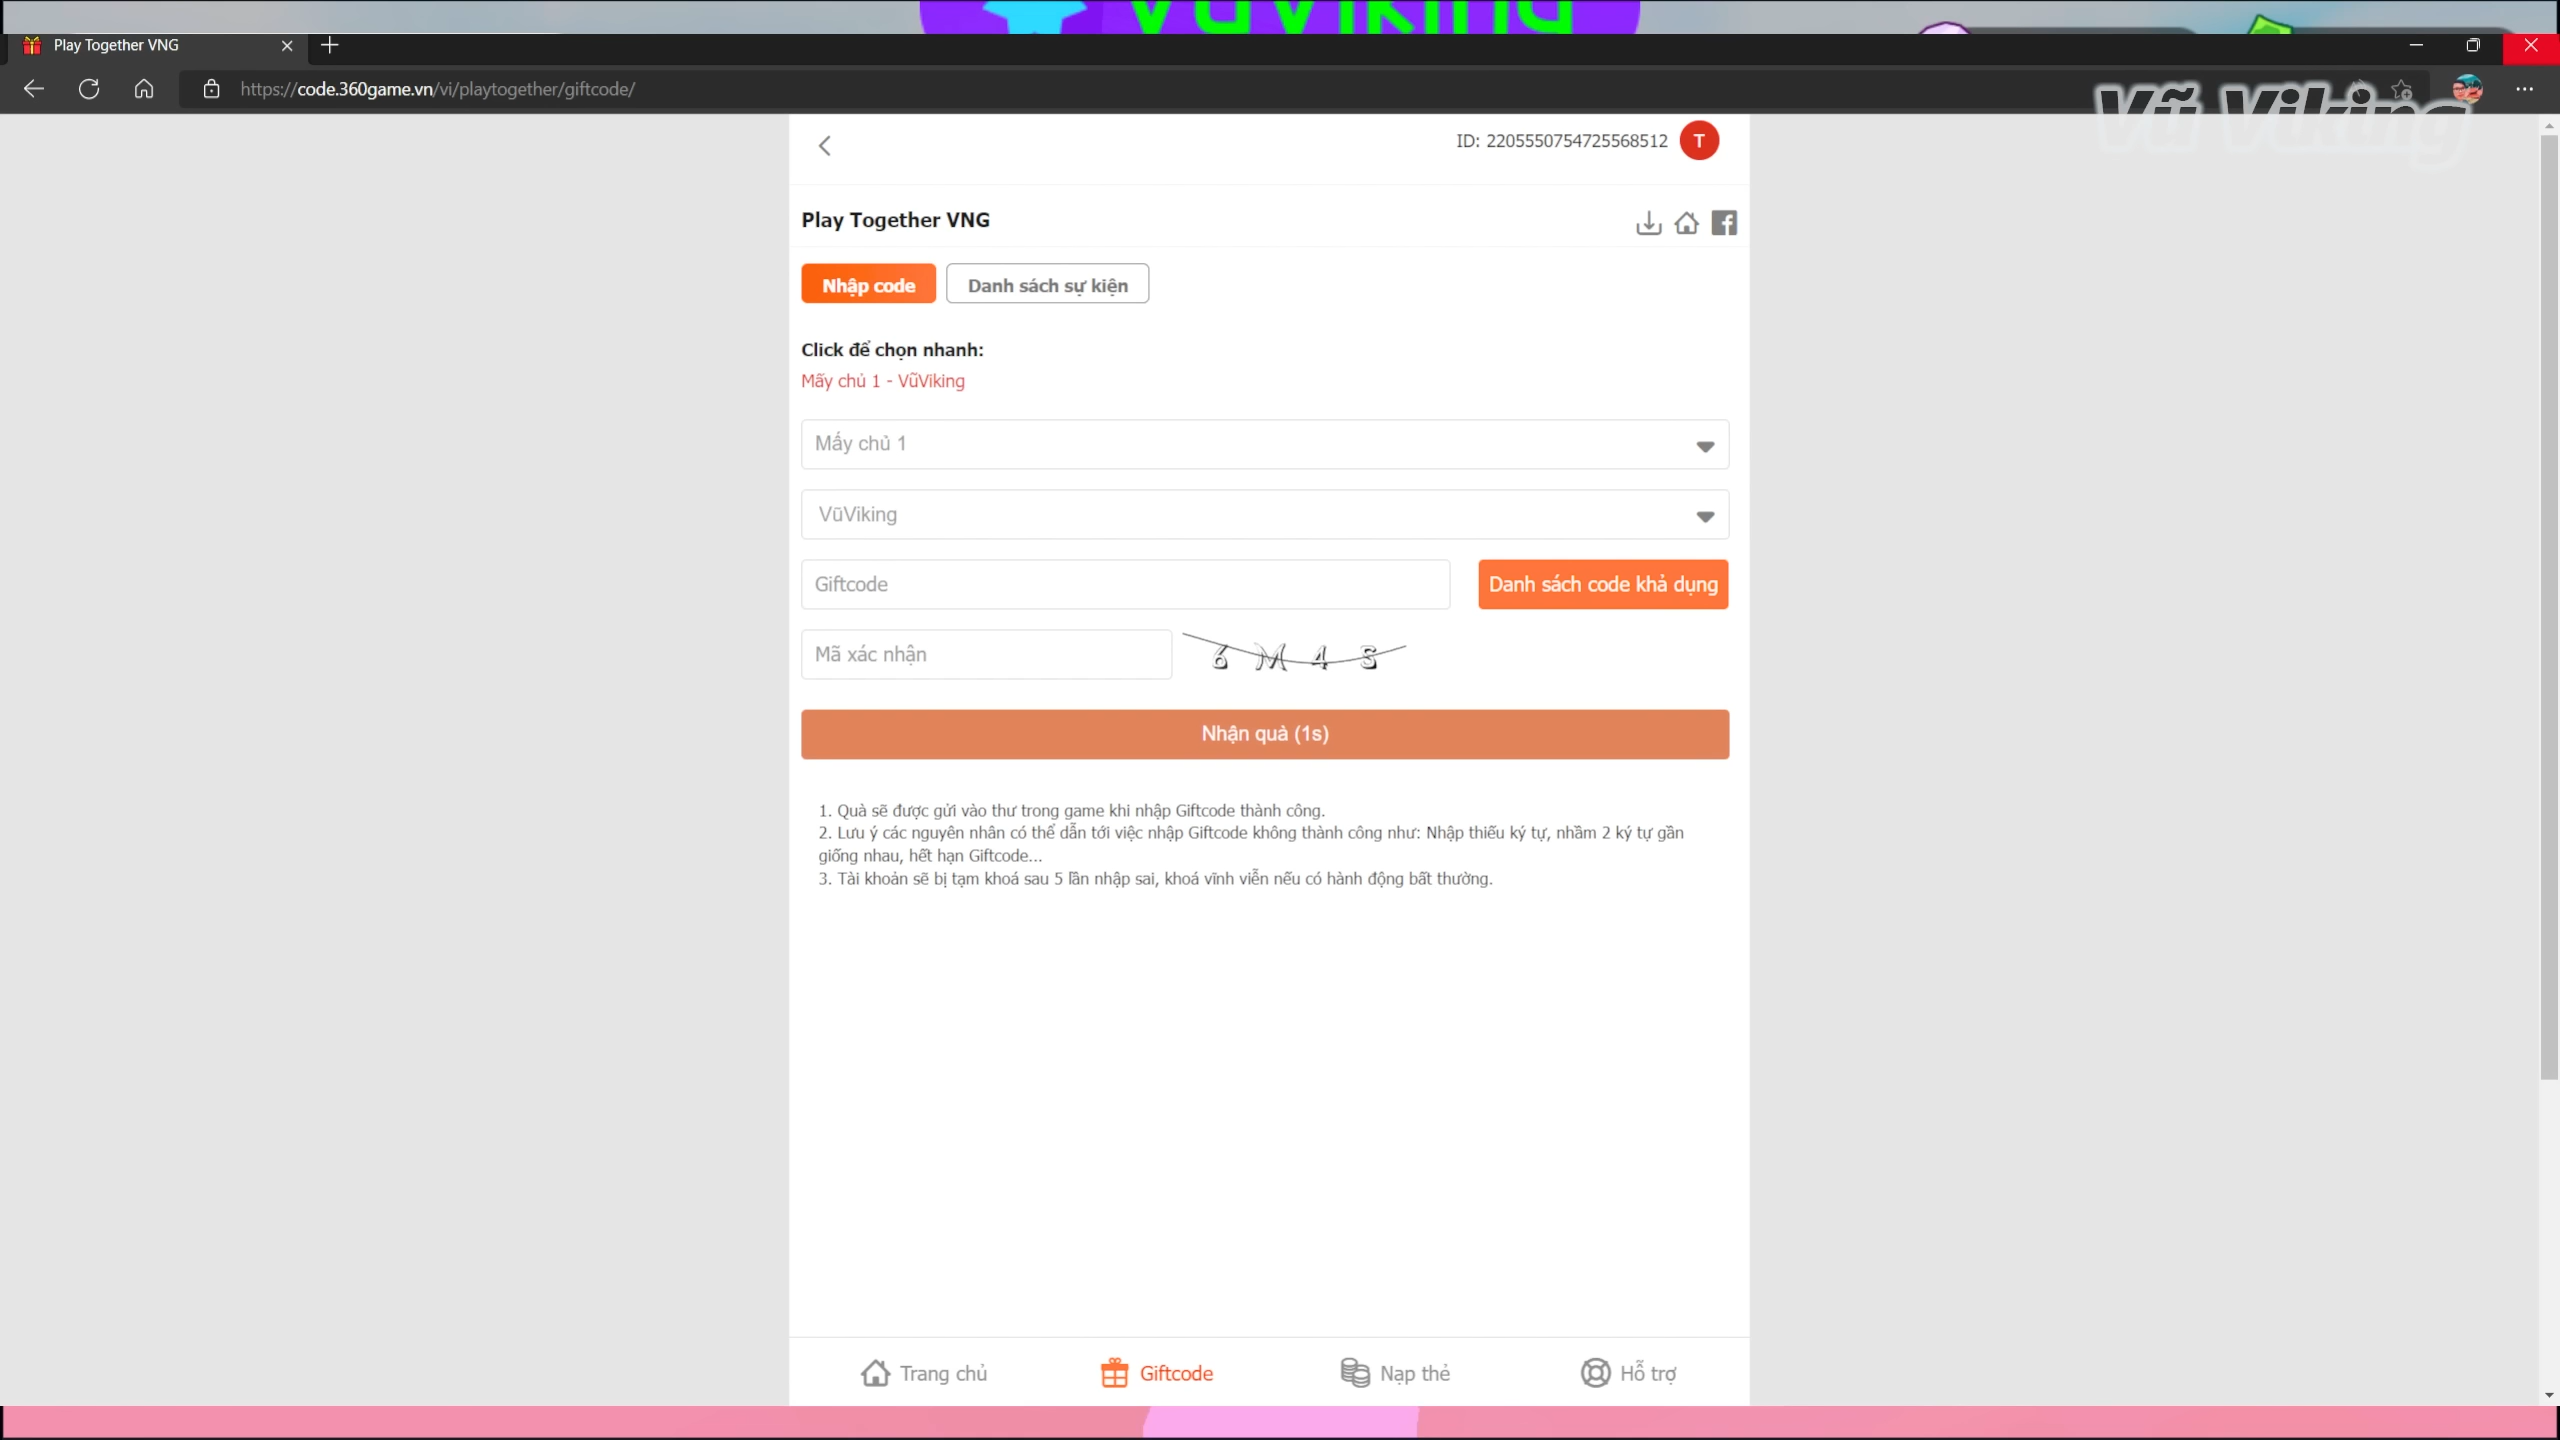 VũViking
Play Together VNG
https://code.360game.vn/vi/playtogether/giftcode/
Vũ Viking
ID: 2205550754725568512
T
Play Together VNG
Nhập code
Danh sách sự kiện
Click để chọn nhanh:
Mấy chủ 1 - VũViking
Mấy chủ 1
VũViking
Giftcode
Danh sách code khả dụng
Mã xác nhận
6 M 4 S
Nhận quà (1s)
1. Quà sẽ được gửi vào thư trong game khi nhập Giftcode thành công.
2. Lưu ý các nguyên nhân có thể dẫn tới việc nhập Giftcode không thành công như: Nhập thiếu ký tự, nhầm 2 ký tự gần
giống nhau, hết hạn Giftcode...
3. Tài khoản sẽ bị tạm khoá sau 5 lần nhập sai, khoá vĩnh viễn nếu có hành động bất thường.
Trang chủ
Giftcode
Nạp thẻ
Hỗ trợ